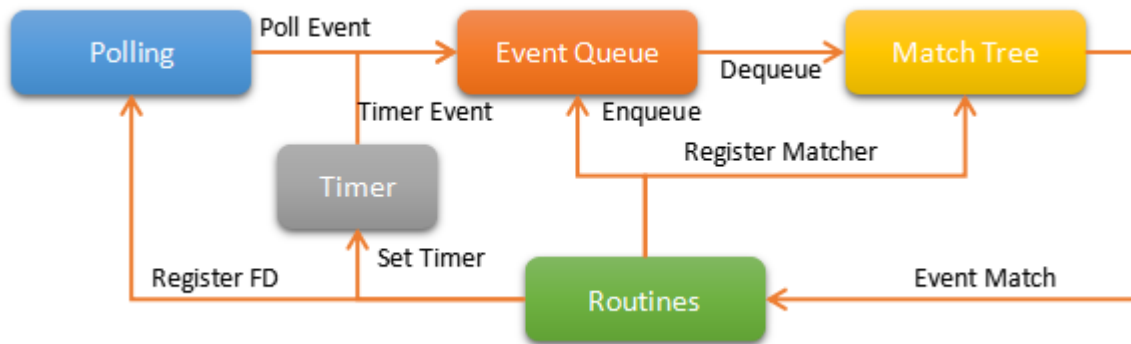 Poll Event
Polling
Event Queue
Match Tree
Dequeue
Timer Event
Enqueue
Register Matcher
Timer
Set Timer
Register FD
Routines
Event Match